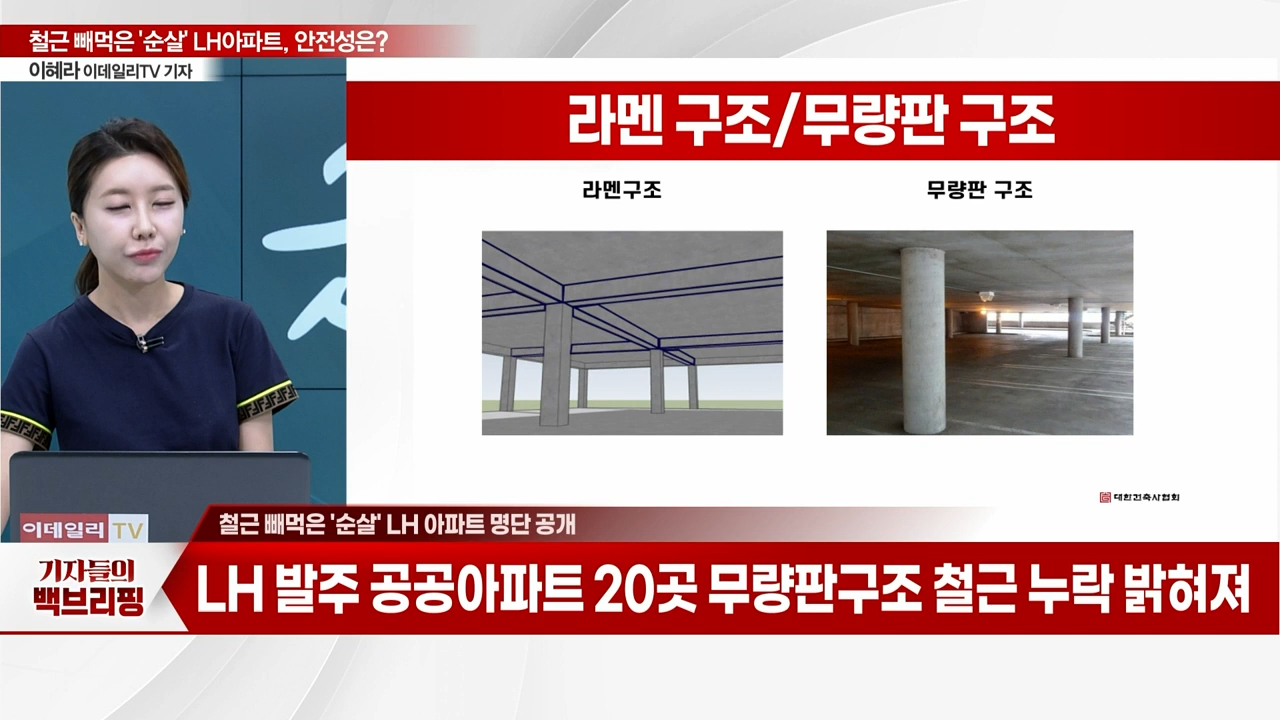 철근 빼먹은 '순살' LH아파트, 안전성은?
이혜라 이데일리TV 기자
라멘 구조/무량판 구조
라멘구조
무량판 구조
대한건축사협회
이데일리 TV
철근 빼먹은 '순살' LH 아파트 명단 공개
기자들의
백브리핑
LH 발주 공공아파트 20곳 무량판구조 철근 누락 밝혀져